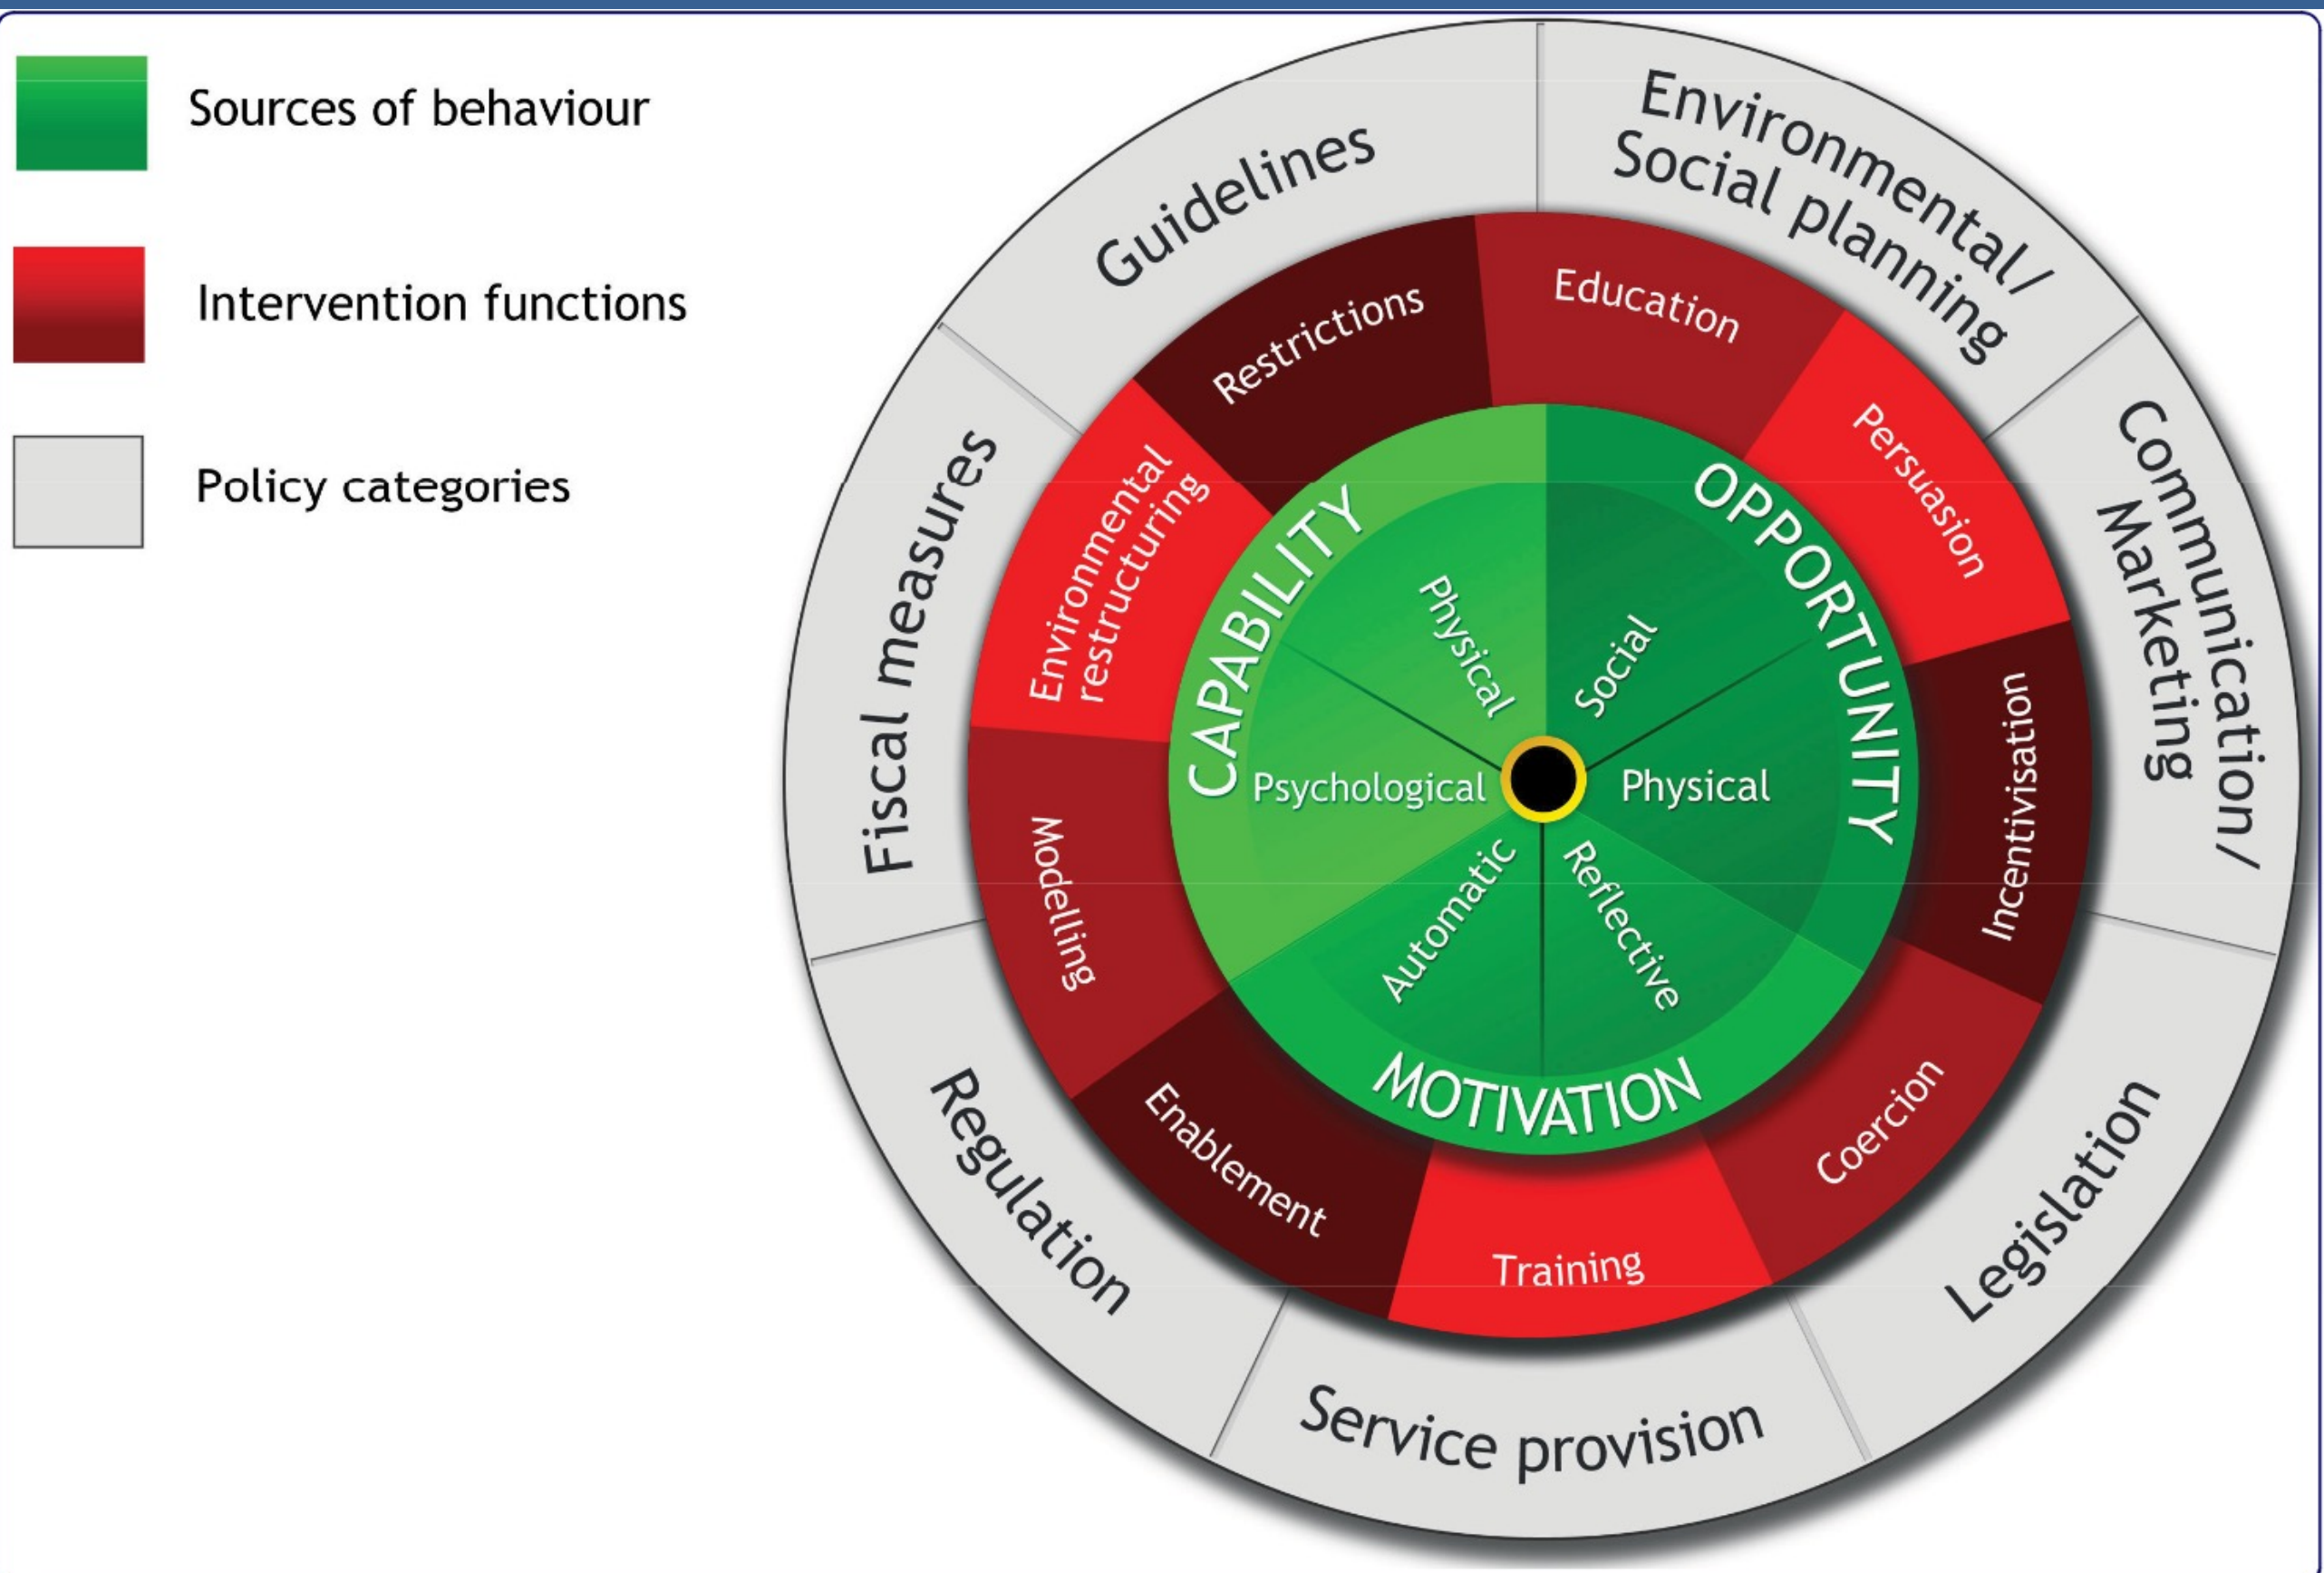 Sources of behaviour
Intervention functions
Policy categories
Guidelines
Environmental/
Social planning
Communication/
Marketing
Legislation
Service provision
Regulation
Fiscal measures
Restrictions
Education
Persuasion
Incentivisation
Coercion
Training
Enablement
Modelling
Environmental
restructuring
CAPABILITY
OPPORTUNITY
MOTIVATION
Physical
Social
Physical
Reflective
Automatic
Psychological